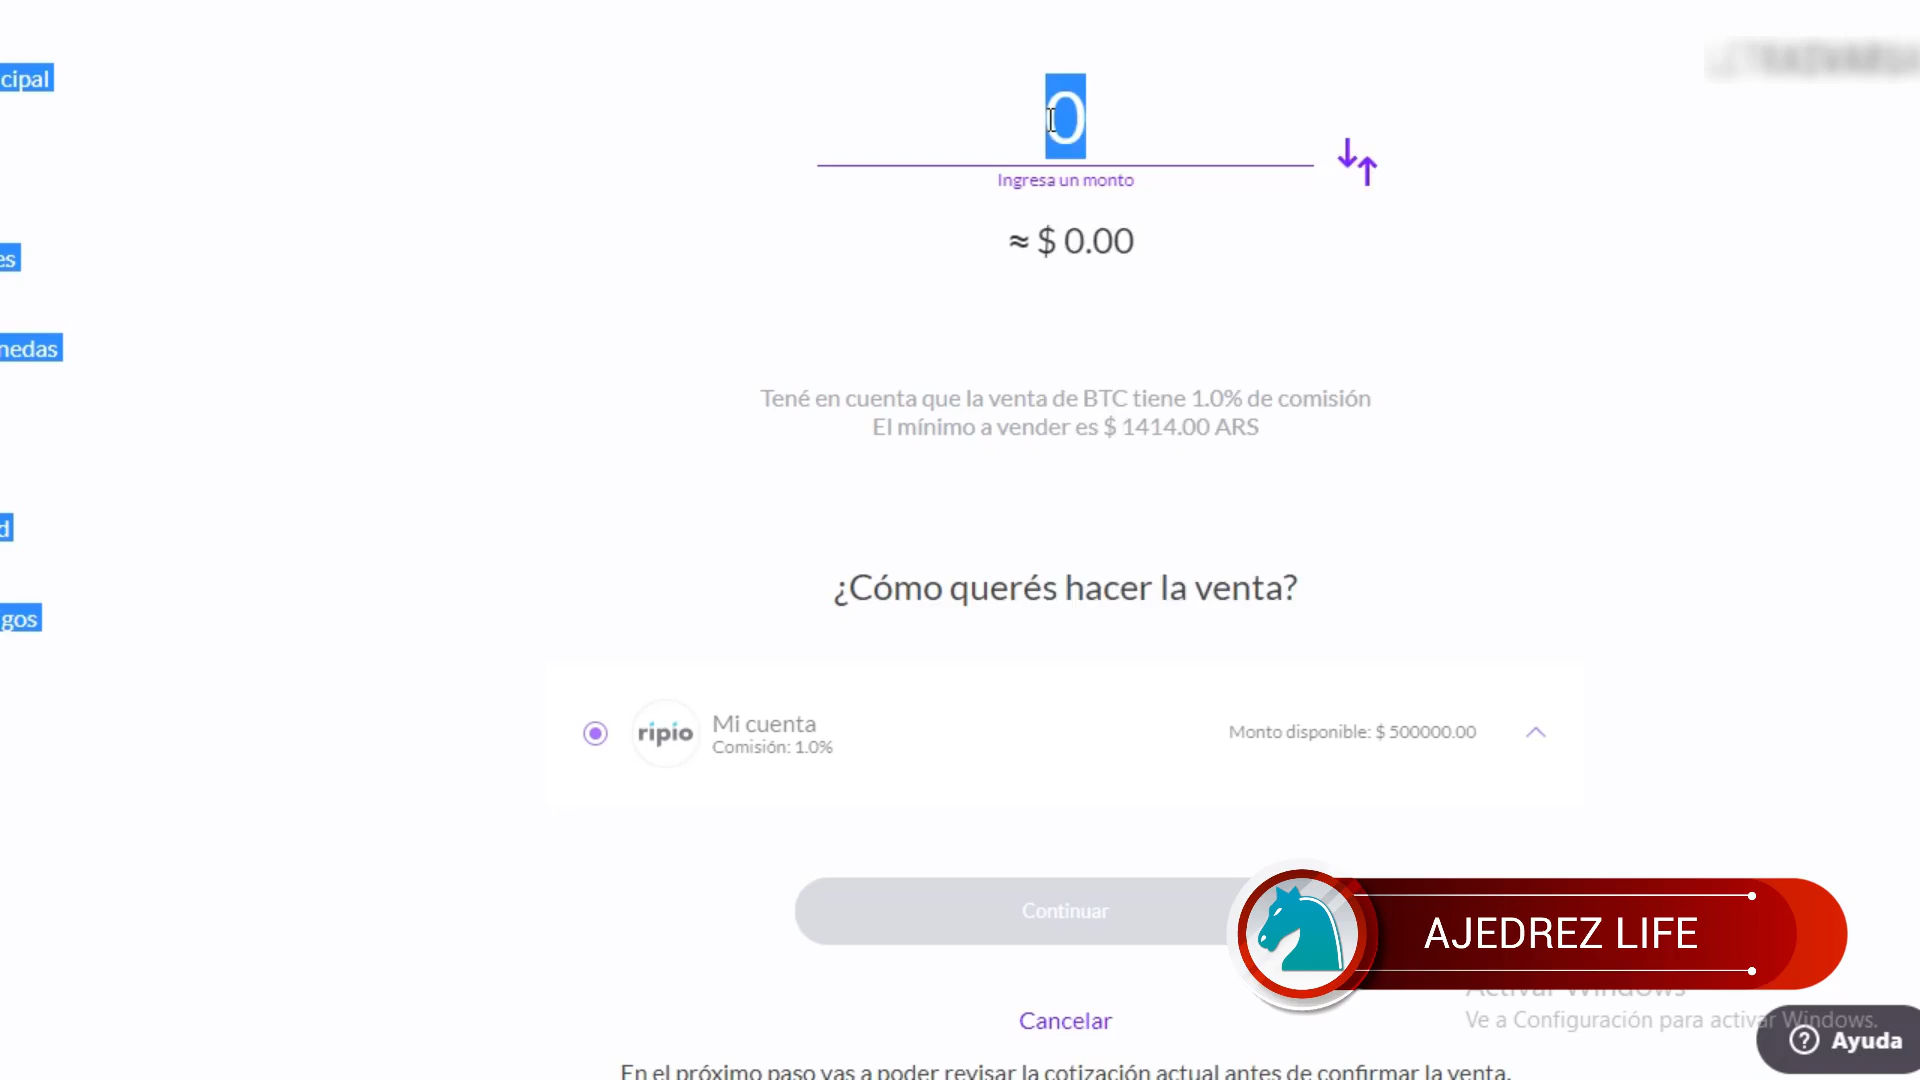 cipal
0
Ingresa un monto
≈ $ 0.00
es
nedas
Tené en cuenta que la venta de BTC tiene 1.0% de comisión
El mínimo a vender es $ 1414.00 ARS
d
¿Cómo querés hacer la venta?
gos
ripio
Mi cuenta
Comisión: 1.0%
Monto disponible: $ 500000.00
Continuar
AJEDREZ LIFE
Activar Windows
Ve a Configuración para activar Windows.
Cancelar
Ayuda
En el próximo paso vas a poder revisar la cotización actual antes de confirmar la venta.